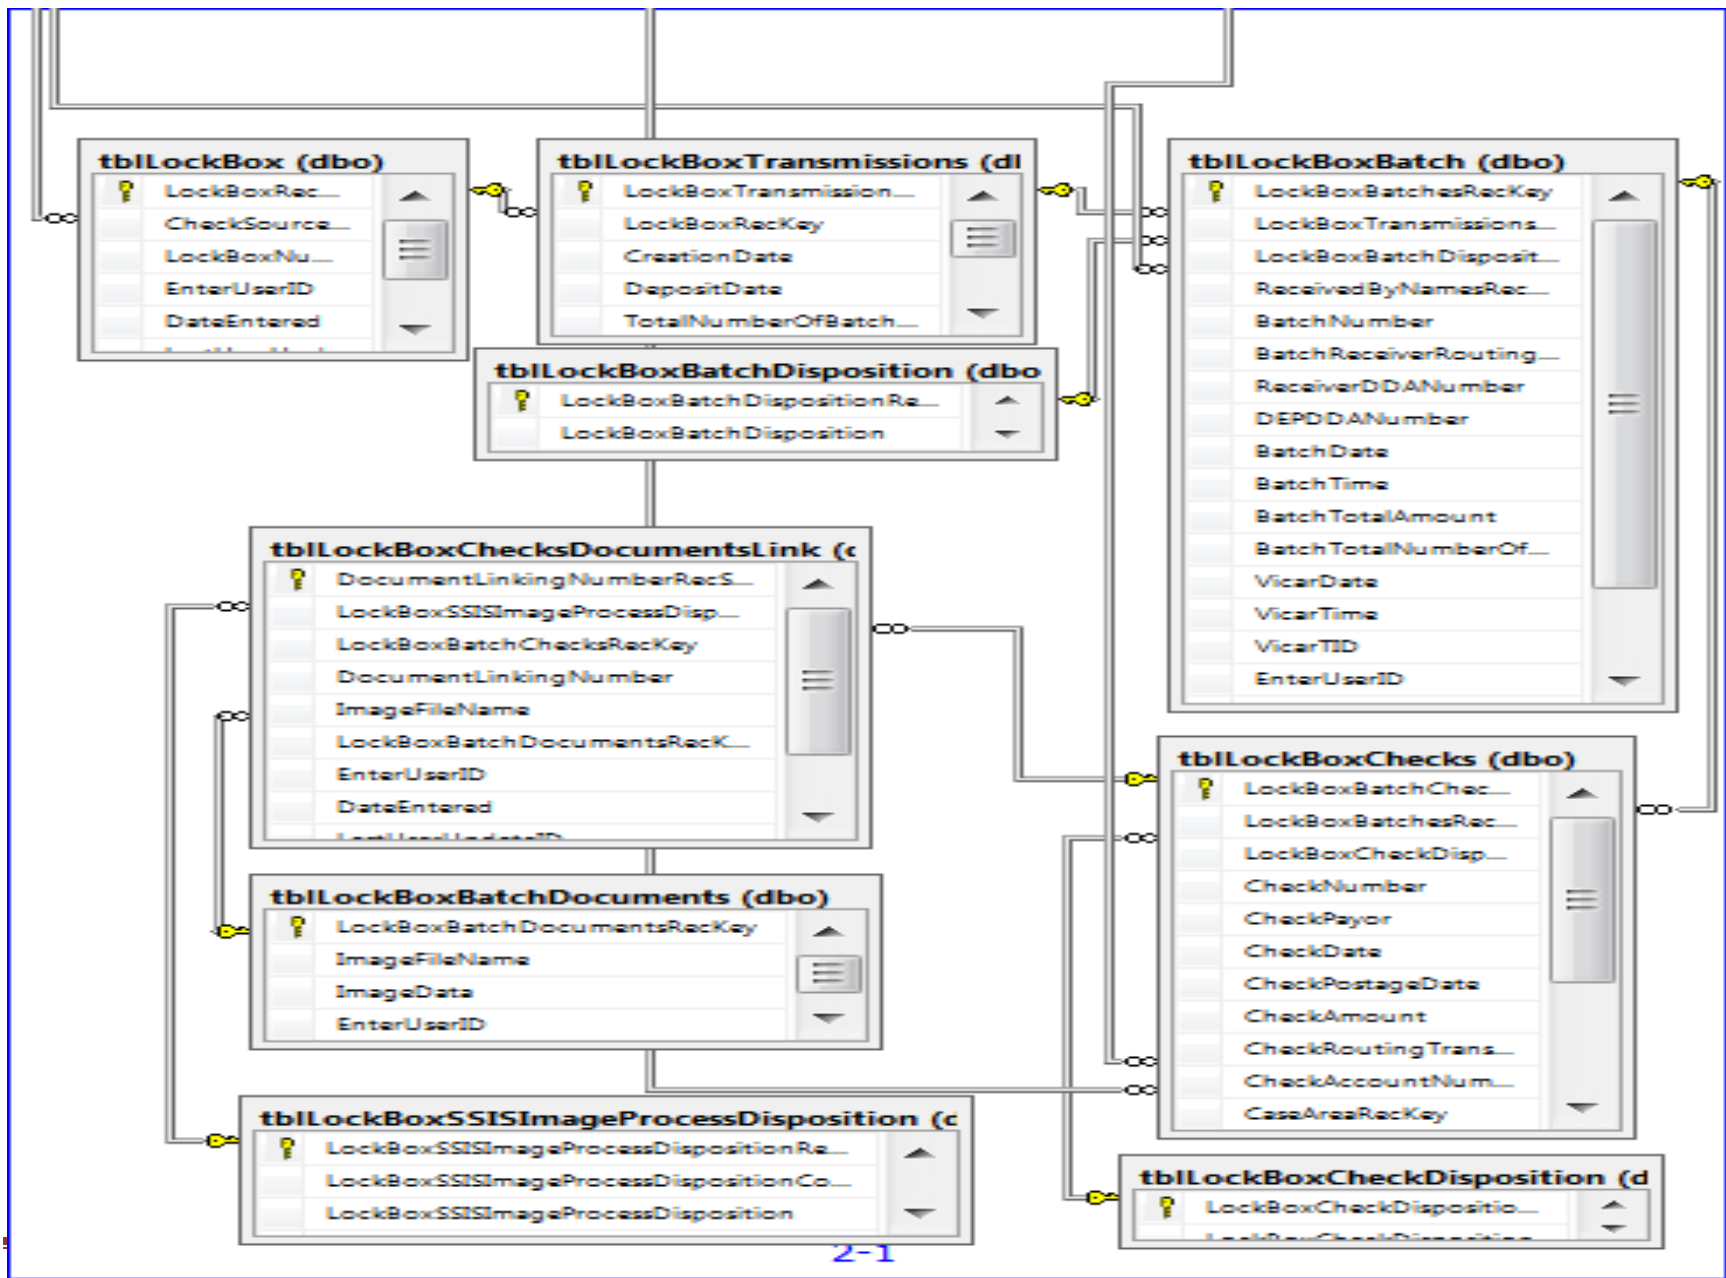 tblLockBox (dbo)
LockBoxRec...
CheckSource...
LockBoxNu...
EnterUserID
DateEntered
tblLockBoxTransmissions (d
LockBoxTransmission...
LockBoxRecKey
CreationDate
DepositDate
TotalNumberOfBatch...
tblLockBoxBatchDisposition (dbo
LockBoxBatchDispositionRe...
LockBoxBatchDisposition
tblLockBoxBatch (dbo)
LockBoxBatchesRecKey
LockBoxTransmissions...
LockBoxBatchDisposit...
ReceivedByNamesRec...
BatchNumber
BatchReceiverRouting...
ReceiverDDANumber
DEPDDANumber
BatchDate
BatchTime
BatchTotalAmount
BatchTotalNumberOf...
VicarDate
VicarTime
VicarTID
EnterUserID
tblLockBoxChecksDocumentsLink (
DocumentLinkingNumberRecS...
LockBoxSSISImageProcessDisp...
LockBoxBatchChecksRecKey
DocumentLinkingNumber
ImageFileName
LockBoxBatchDocumentsRecK...
EnterUserID
DateEntered
LastUserUpdateID
tblLockBoxBatchDocuments (dbo)
LockBoxBatchDocumentsRecKey
ImageFileName
ImageData
EnterUserID
tblLockBoxSSISImageProcessDisposition (
LockBoxSSISImageProcessDispositionRe...
LockBoxSSISImageProcessDispositionCo...
LockBoxSSISImageProcessDisposition
tblLockBoxChecks (dbo)
LockBoxBatchChec...
LockBoxBatchesRec...
LockBoxCheckDisp...
CheckNumber
CheckPayor
CheckDate
CheckPostageDate
CheckAmount
CheckRoutingTrans...
CheckAccountNum...
CaseAreaRecKey
tblLockBoxCheckDisposition (d
LockBoxCheckDispositio...
LockBoxCheckDisposition
2-1